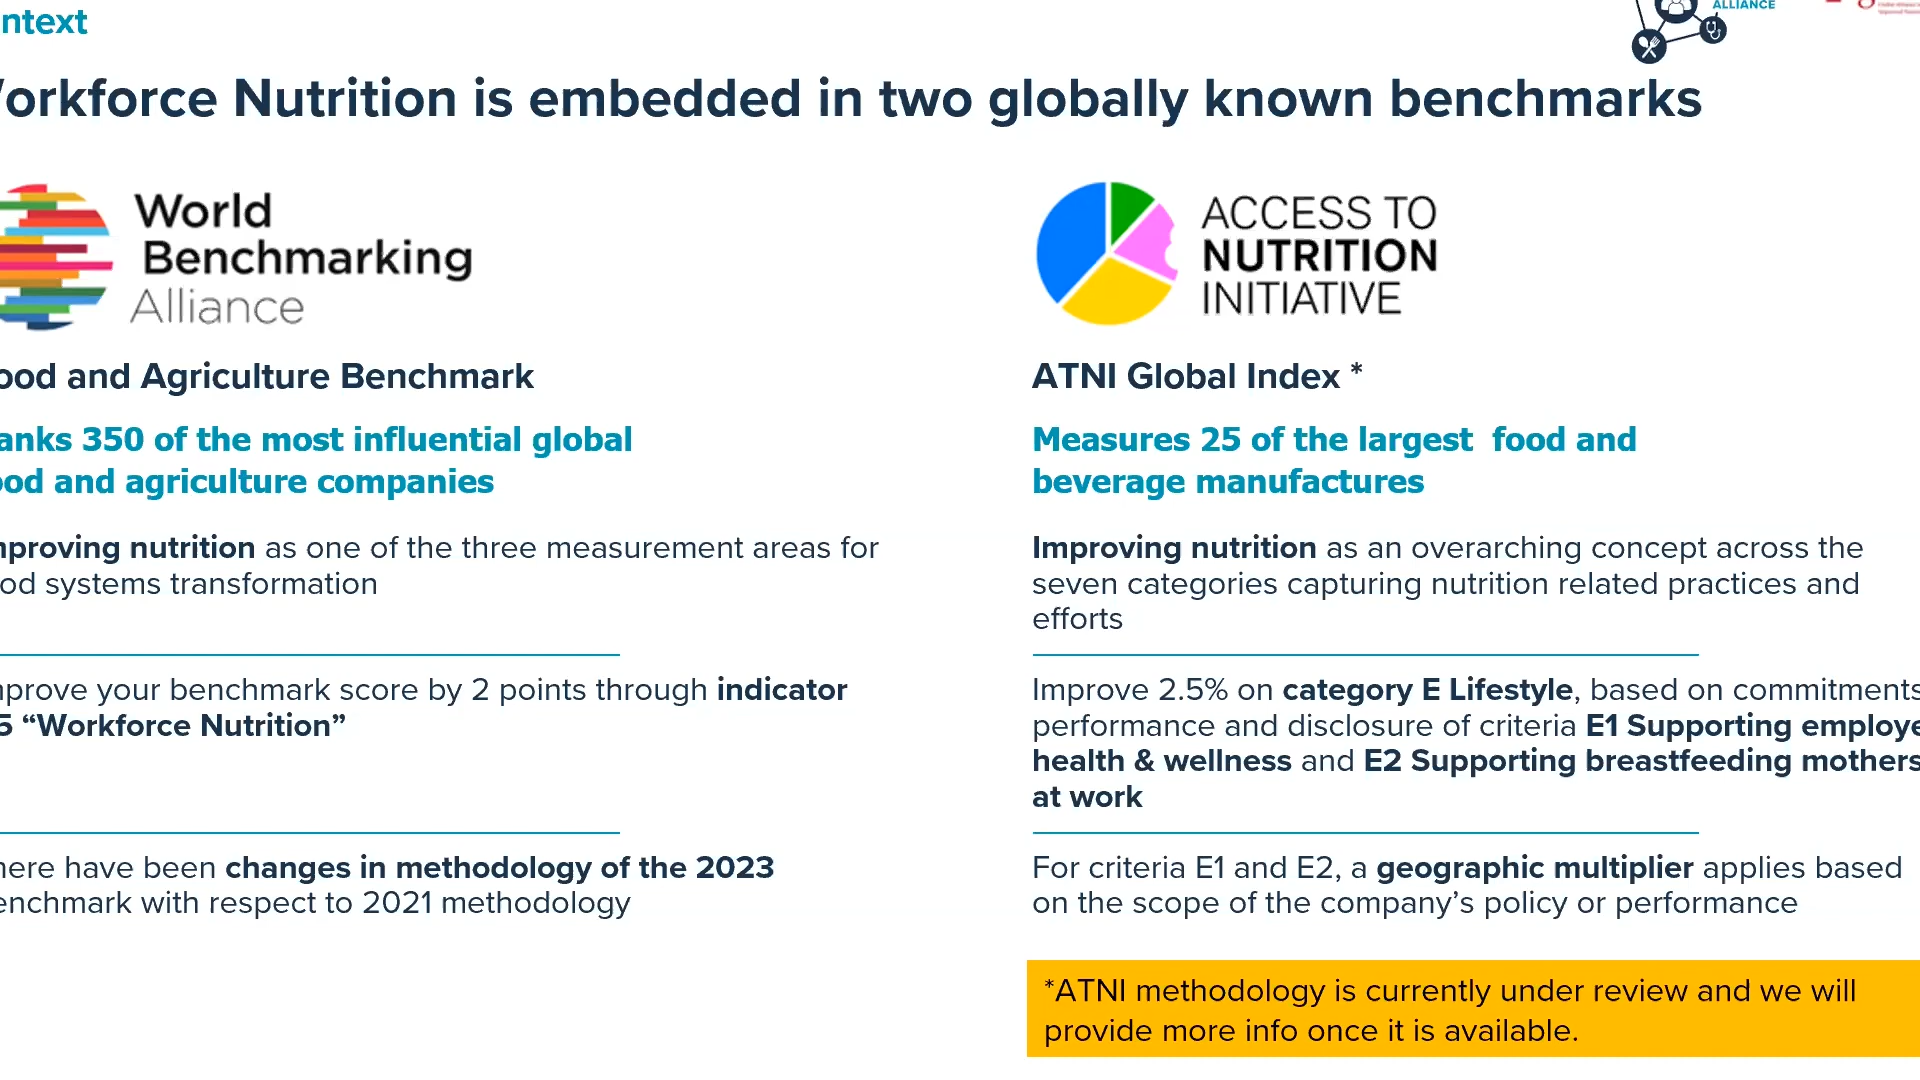 ntext
ALLIANCE
orkforce Nutrition is embedded in two globally known benchmarks
World
Benchmarking
Alliance
ood and Agriculture Benchmark
anks 350 of the most influential global
ood and agriculture companies
mproving nutrition as one of the three measurement areas for
ood systems transformation
mprove your benchmark score by 2 points through indicator
5 “Workforce Nutrition”
here have been changes in methodology of the 2023
enchmark with respect to 2021 methodology
ACCESS TO
NUTRITION
INITIATIVE
ATNI Global Index *
Measures 25 of the largest food and
beverage manufactures
Improving nutrition as an overarching concept across the
seven categories capturing nutrition related practices and
efforts
Improve 2.5% on category E Lifestyle, based on commitments
performance and disclosure of criteria E1 Supporting employe
health & wellness and E2 Supporting breastfeeding mothers
at work
For criteria E1 and E2, a geographic multiplier applies based
on the scope of the company’s policy or performance
*ATNI methodology is currently under review and we will
provide more info once it is available.